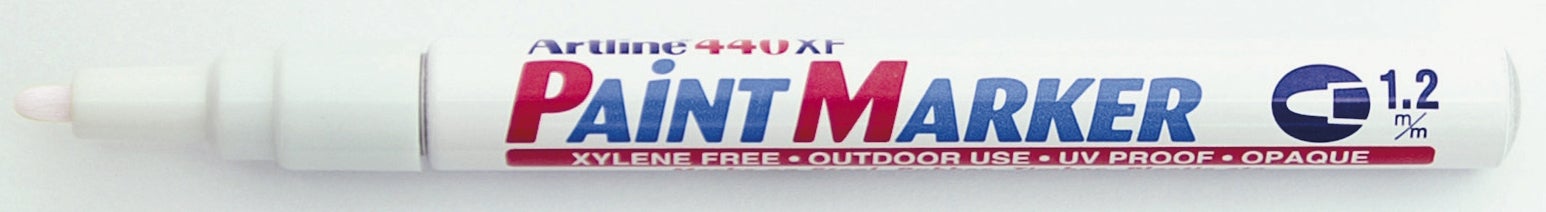 Artline 440 XF
PAiNT MARKER
1.2
m/m
XYLENE FREE • OUTDOOR USE • UV PROOF • OPAQUE